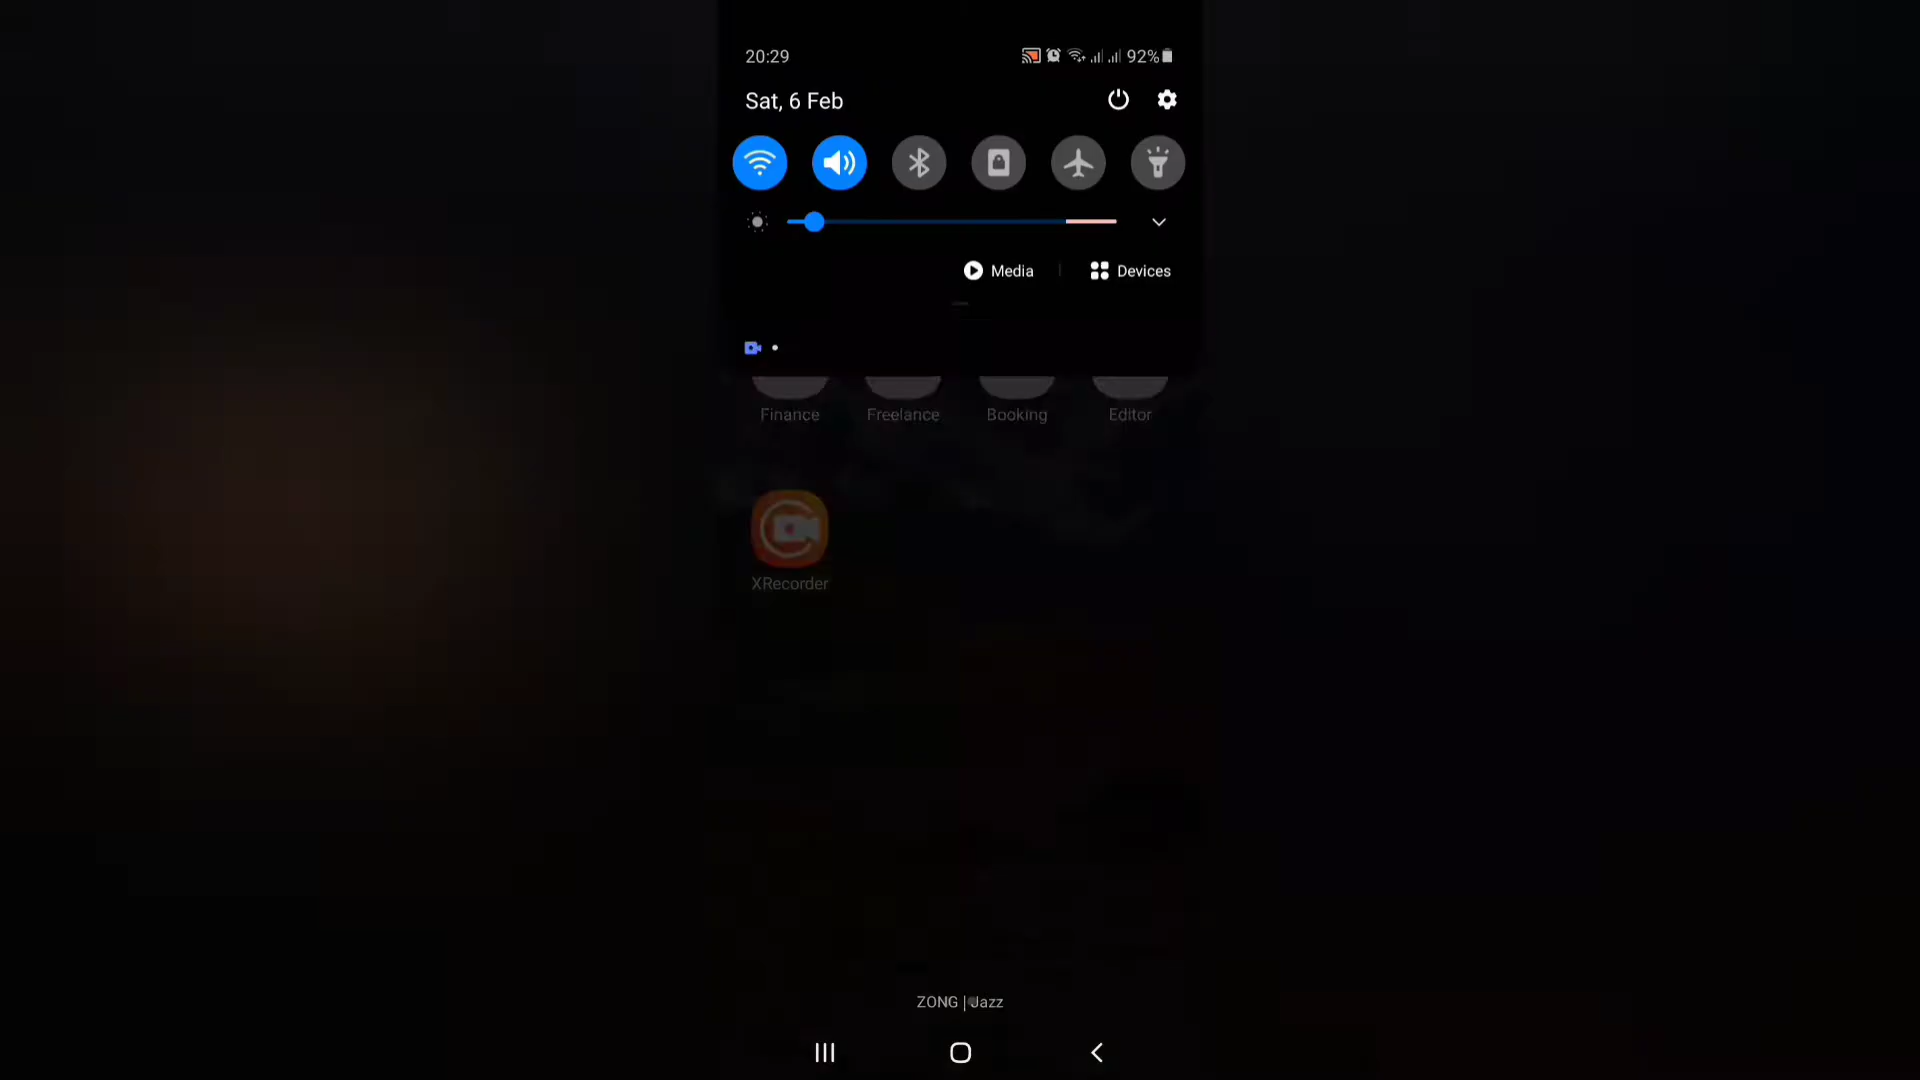 20:29 92%
Sat, 6 Feb
Media Devices
Finance Freelance Booking Editor
XRecorder
ZONG | Jazz